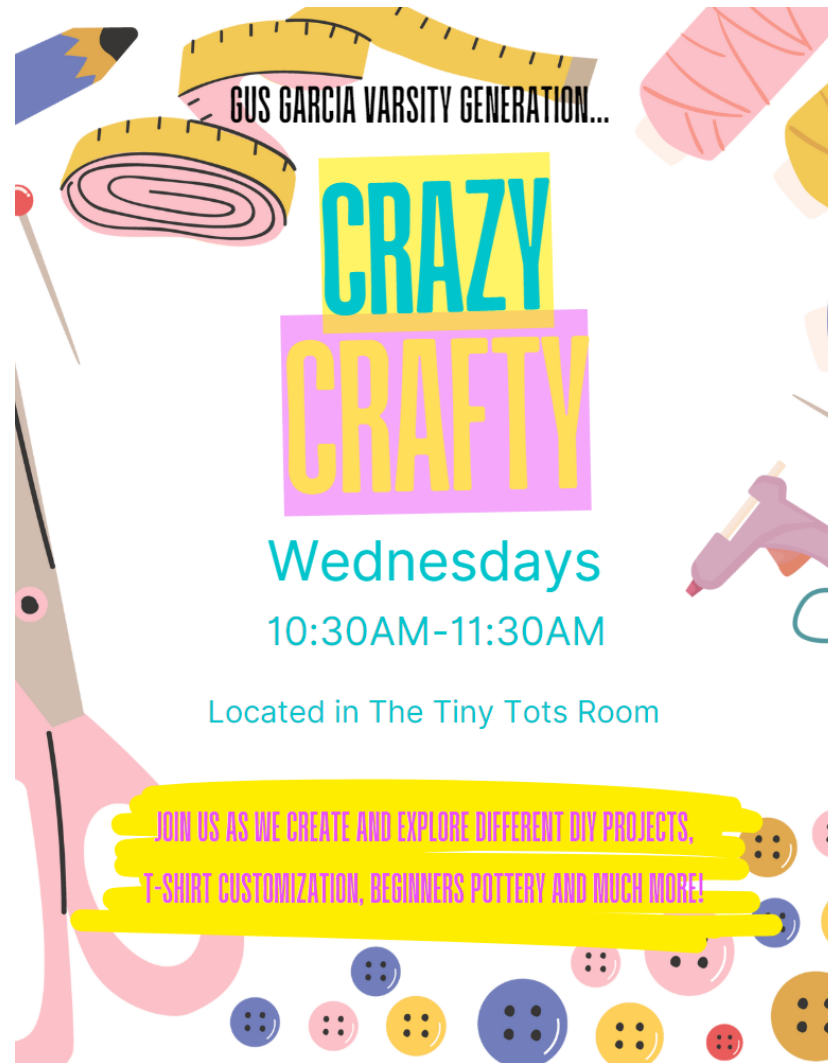 GUS GARCIA VARSITY GENERATION...
CRAZY
CRAFTY
Wednesdays
10:30AM-11:30AM
Located in The Tiny Tots Room
JOIN US AS WE CREATE AND EXPLORE DIFFERENT DIY PROJECTS,
T-SHIRT CUSTOMIZATION, BEGINNERS POTTERY AND MUCH MORE!